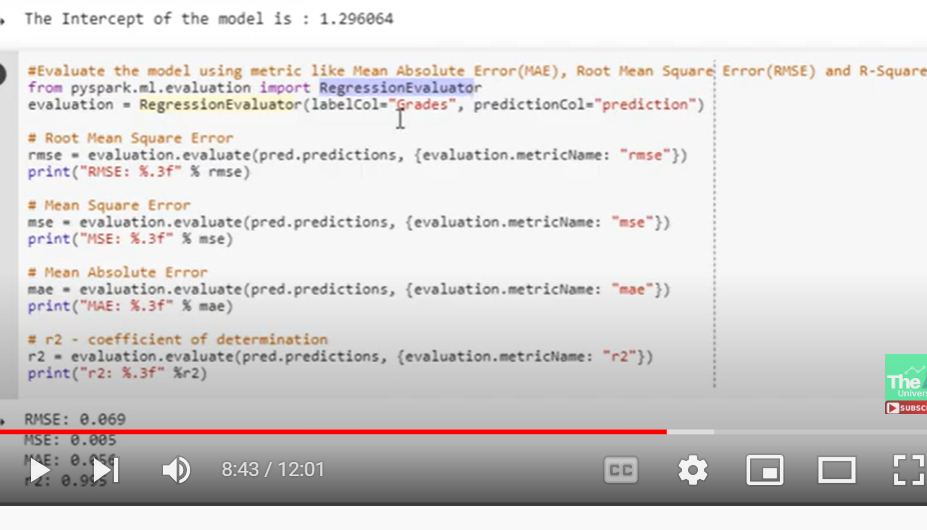 The Intercept of the model is : 1.296064
#Evaluate the model using metric like Mean Absolute Error(MAE), Root Mean Square Error(RMSE) and R-Square
from pyspark.ml.evaluation import RegressionEvaluator
evaluation = RegressionEvaluator(labelCol="Grades", predictionCol="prediction")
# Root Mean Square Error
rmse = evaluation.evaluate(pred.predictions, {evaluation.metricName: "rmse"})
print("RMSE: %.3f" % rmse)
# Mean Square Error
mse = evaluation.evaluate(pred.predictions, {evaluation.metricName: "mse"})
print("MSE: %.3f" % mse)
# Mean Absolute Error
mae = evaluation.evaluate(pred.predictions, {evaluation.metricName: "mae"})
print("MAE: %.3f" % mae)
# r2 - coefficient of determination
r2 = evaluation.evaluate(pred.predictions, {evaluation.metricName: "r2"})
print("r2: %.3f" %r2)
The
Univer
SUBSC
RMSE: 0.069
MSE: 0.005
MAE: 0.056
r2: 0.995
8:43 / 12:01
CC